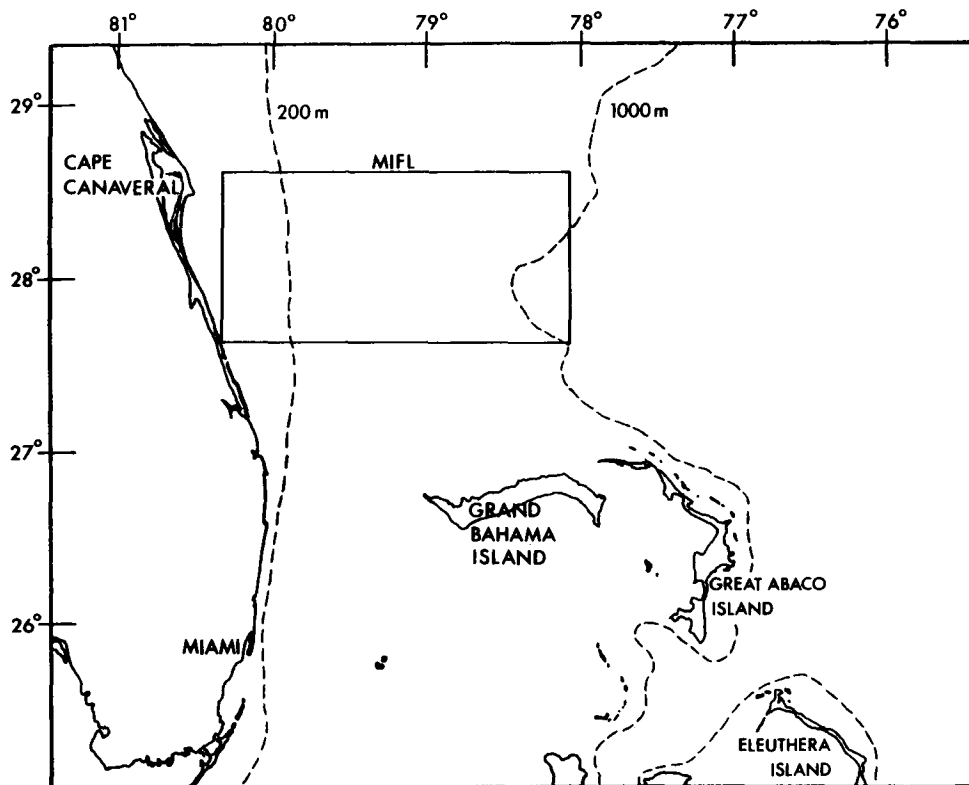 81° 80° 79° 78° 77° 76°
29°
200 m
1000 m
MIFL
CAPE
CANAVERAL
28°
27°
GRAND
BAHAMA
ISLAND
GREAT ABACO
ISLAND
26°
MIAMI
ELEUTHERA
ISLAND